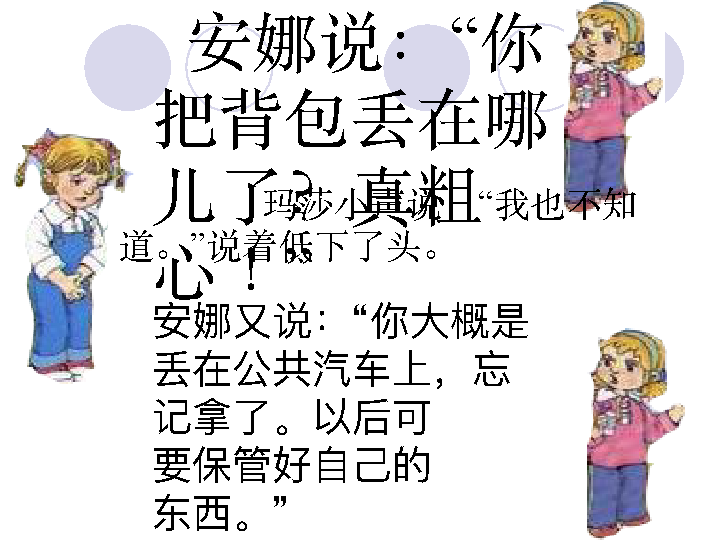 安娜说：“你
把背包丢在哪
儿了？真粗
心！”
玛莎小声说：“我也不知
道。”说着低下了头。
安娜又说：“你大概是
丢在公共汽车上，忘
记拿了。以后可
要保管好自己的
东西。”